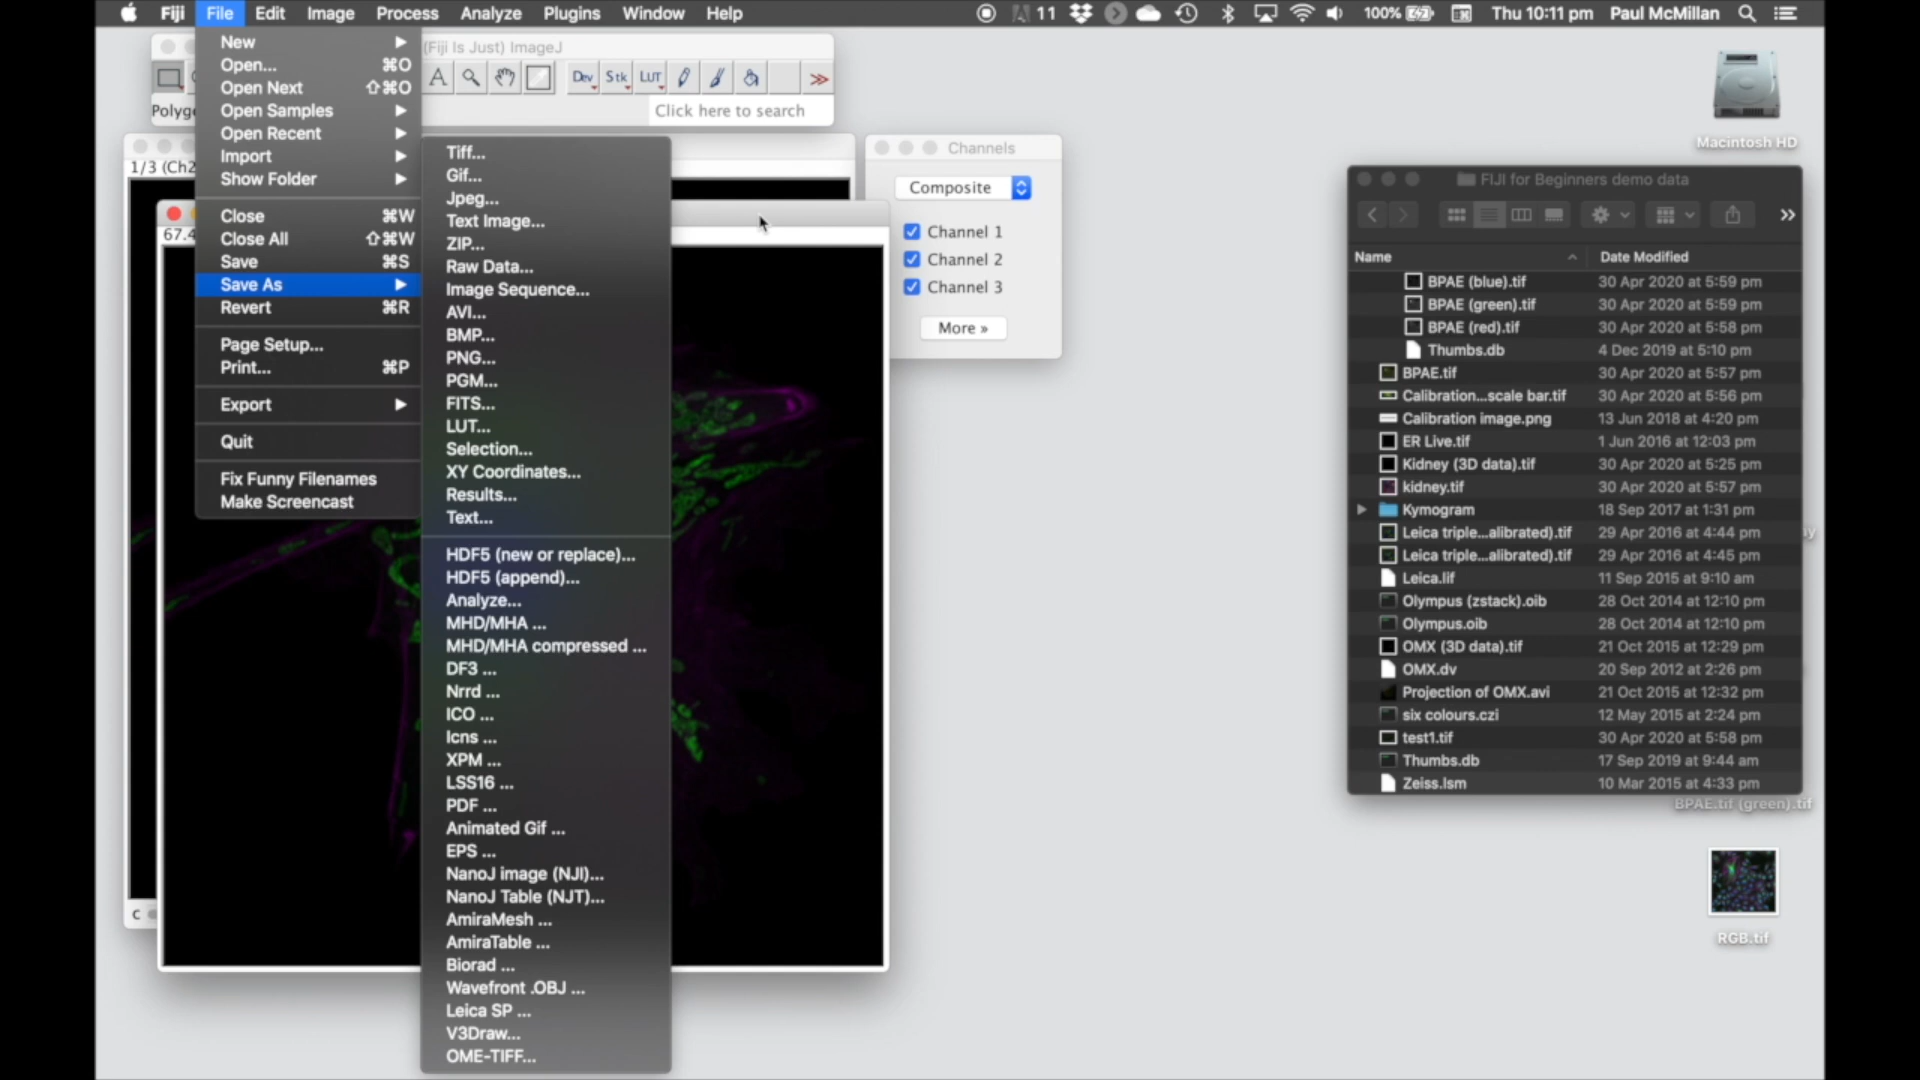 Fiji File Edit Image Process Analyze Plugins Window Help 11 100% Thu 10:11 pm Paul McMillan
(Fiji Is Just) ImageJ
A Dev Stk LUT
Click here to search
1/3 (Ch2
67.4
C
New
Open... ⌘O
Open Next ⇧⌘O
Open Samples
Open Recent
Import
Show Folder
Close ⌘W
Close All ⇧⌘W
Save ⌘S
Save As
Revert ⌘R
Page Setup...
Print... ⌘P
Export
Quit
Fix Funny Filenames
Make Screencast
Tiff...
Gif...
Jpeg...
Text Image...
ZIP...
Raw Data...
Image Sequence...
AVI...
BMP...
PNG...
PGM...
FITS...
LUT...
Selection...
XY Coordinates...
Results...
Text...
HDF5 (new or replace)...
HDF5 (append)...
Analyze...
MHD/MHA ...
MHD/MHA compressed ...
DF3 ...
Nrrd ...
ICO ...
Icns ...
XPM ...
LSS16 ...
PDF ...
Animated Gif ...
EPS ...
NanoJ image (NJI)...
NanoJ Table (NJT)...
AmiraMesh ...
AmiraTable ...
Biorad ...
Wavefront .OBJ ...
Leica SP ...
V3Draw...
OME-TIFF...
Channels
Composite
Channel 1
Channel 2
Channel 3
More »
Macintosh HD
FIJI for Beginners demo data
Name Date Modified
BPAE (blue).tif 30 Apr 2020 at 5:59 pm
BPAE (green).tif 30 Apr 2020 at 5:59 pm
BPAE (red).tif 30 Apr 2020 at 5:58 pm
Thumbs.db 4 Dec 2019 at 5:10 pm
BPAE.tif 30 Apr 2020 at 5:57 pm
Calibration...scale bar.tif 30 Apr 2020 at 5:56 pm
Calibration image.png 13 Jun 2018 at 4:20 pm
ER Live.tif 1 Jun 2016 at 12:03 pm
Kidney (3D data).tif 30 Apr 2020 at 5:25 pm
kidney.tif 30 Apr 2020 at 5:57 pm
Kymogram 18 Sep 2017 at 1:31 pm
Leica triple...alibrated).tif 29 Apr 2016 at 4:44 pm
Leica triple...alibrated).tif 29 Apr 2016 at 4:45 pm
Leica.lif 11 Sep 2015 at 9:10 am
Olympus (zstack).oib 28 Oct 2014 at 12:10 pm
Olympus.oib 28 Oct 2014 at 12:10 pm
OMX (3D data).tif 21 Oct 2015 at 12:29 pm
OMX.dv 20 Sep 2012 at 2:26 pm
Projection of OMX.avi 21 Oct 2015 at 12:32 pm
six colours.czi 12 May 2015 at 2:24 pm
test1.tif 30 Apr 2020 at 5:58 pm
Thumbs.db 17 Sep 2019 at 9:44 am
Zeiss.lsm 10 Mar 2015 at 4:33 pm
BPAE.tif (green).tif
RGB.tif